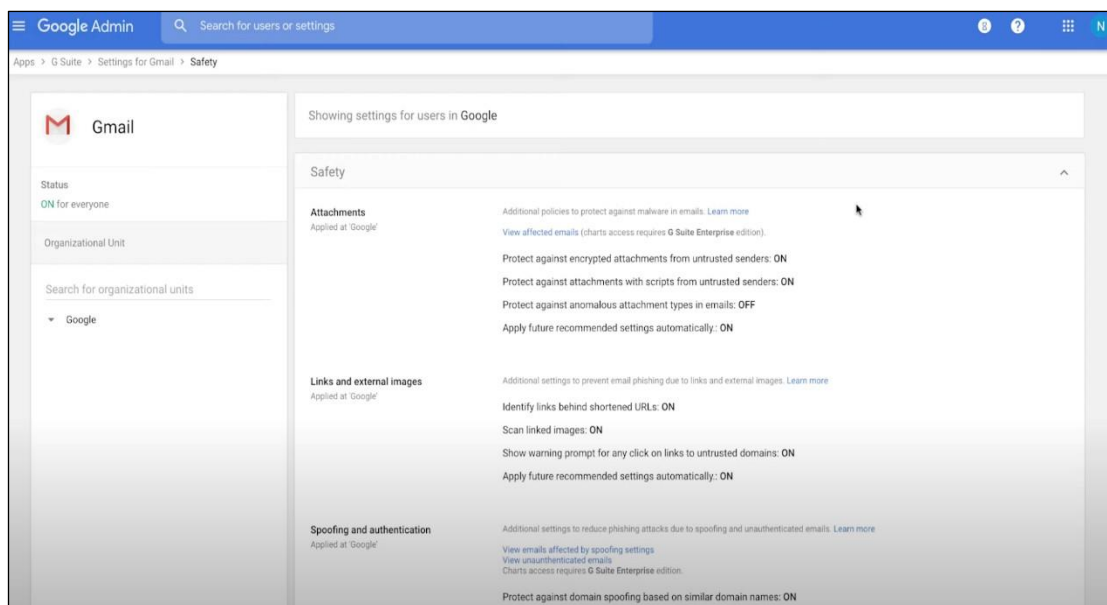 Google Admin
Search for users or settings
8
?
N
Apps > G Suite > Settings for Gmail > Safety
M
Gmail
Status
ON for everyone
Organizational Unit
Search for organizational units
Google
Showing settings for users in Google
Safety
Attachments
Applied at 'Google'
Additional policies to protect against malware in emails. Learn more
View affected emails (charts access requires G Suite Enterprise edition).
Protect against encrypted attachments from untrusted senders: ON
Protect against attachments with scripts from untrusted senders: ON
Protect against anomalous attachment types in emails: OFF
Apply future recommended settings automatically.: ON
Links and external images
Applied at 'Google'
Additional settings to prevent email phishing due to links and external images. Learn more
Identify links behind shortened URLs: ON
Scan linked images: ON
Show warning prompt for any click on links to untrusted domains: ON
Apply future recommended settings automatically.: ON
Spoofing and authentication
Applied at 'Google'
Additional settings to reduce phishing attacks due to spoofing and unauthenticated emails. Learn more
View emails affected by spoofing settings
View unaunthenticated emails
Charts access requires G Suite Enterprise edition.
Protect against domain spoofing based on similar domain names: ON